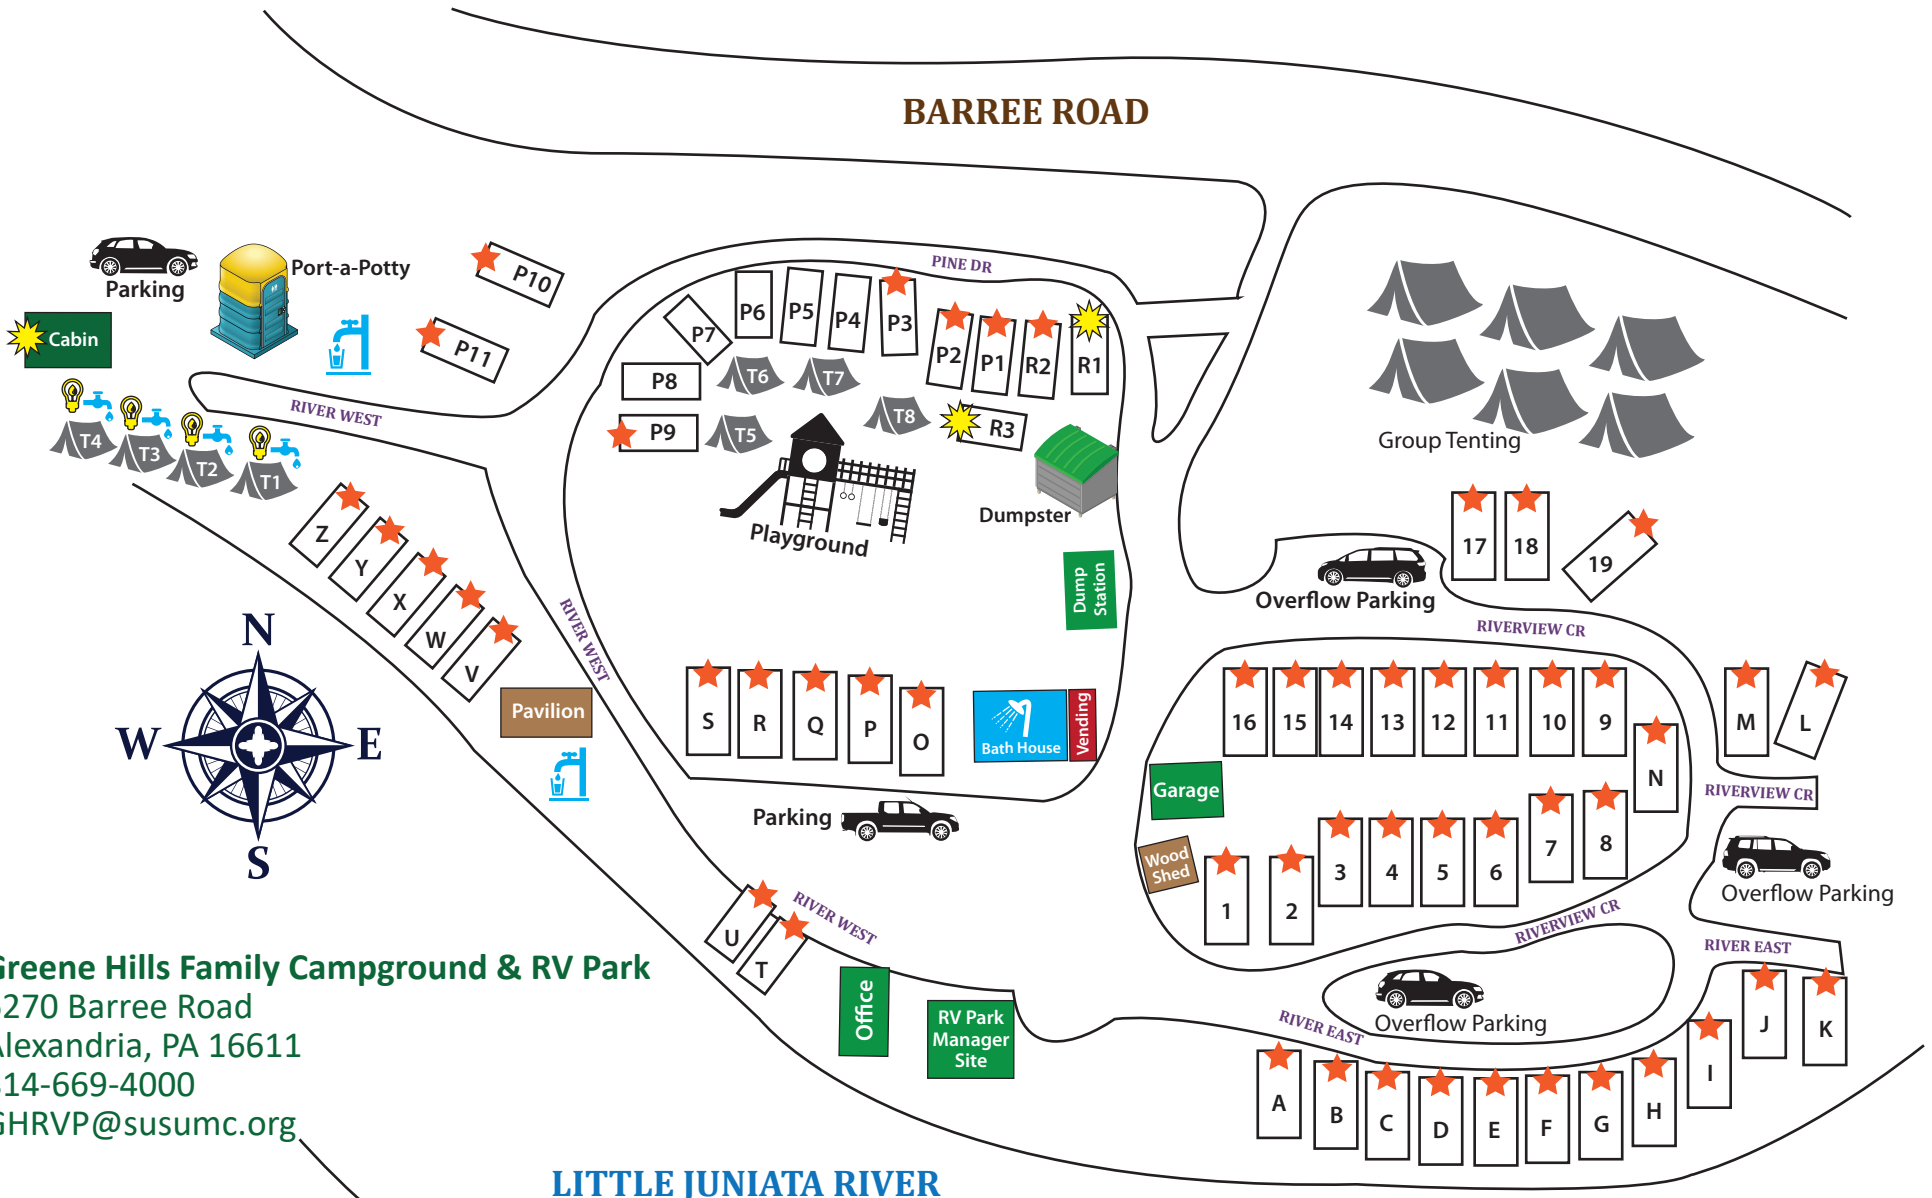 BARREE ROAD
PINE DR
Port-a-Potty
Parking
Cabin
P10
P11
P7
P6
P5
P4
P3
P2
P1
R2
R1
P8
P9
T6
T7
T5
T8
R3
RIVER WEST
T4
T3
T2
T1
Playground
Dumpster
Group Tenting
Dump
Station
17
18
19
Overflow Parking
RIVERVIEW CR
Z
Y
X
W
V
RIVER WEST
Pavilion
N
W
E
S
S
R
Q
P
O
Bath House
Vending
16
15
14
13
12
11
10
9
N
M
L
Garage
RIVERVIEW CR
Parking
Wood
Shed
1
2
3
4
5
6
7
8
Overflow Parking
RIVERVIEW CR
RIVER EAST
U
T
RIVER WEST
Office
RV Park
Manager
Site
Overflow Parking
RIVER EAST
A
B
C
D
E
F
G
H
I
J
K
Greene Hills Family Campground & RV Park
270 Barree Road
Alexandria, PA 16611
814-669-4000
GHRVP@susumc.org
LITTLE JUNIATA RIVER